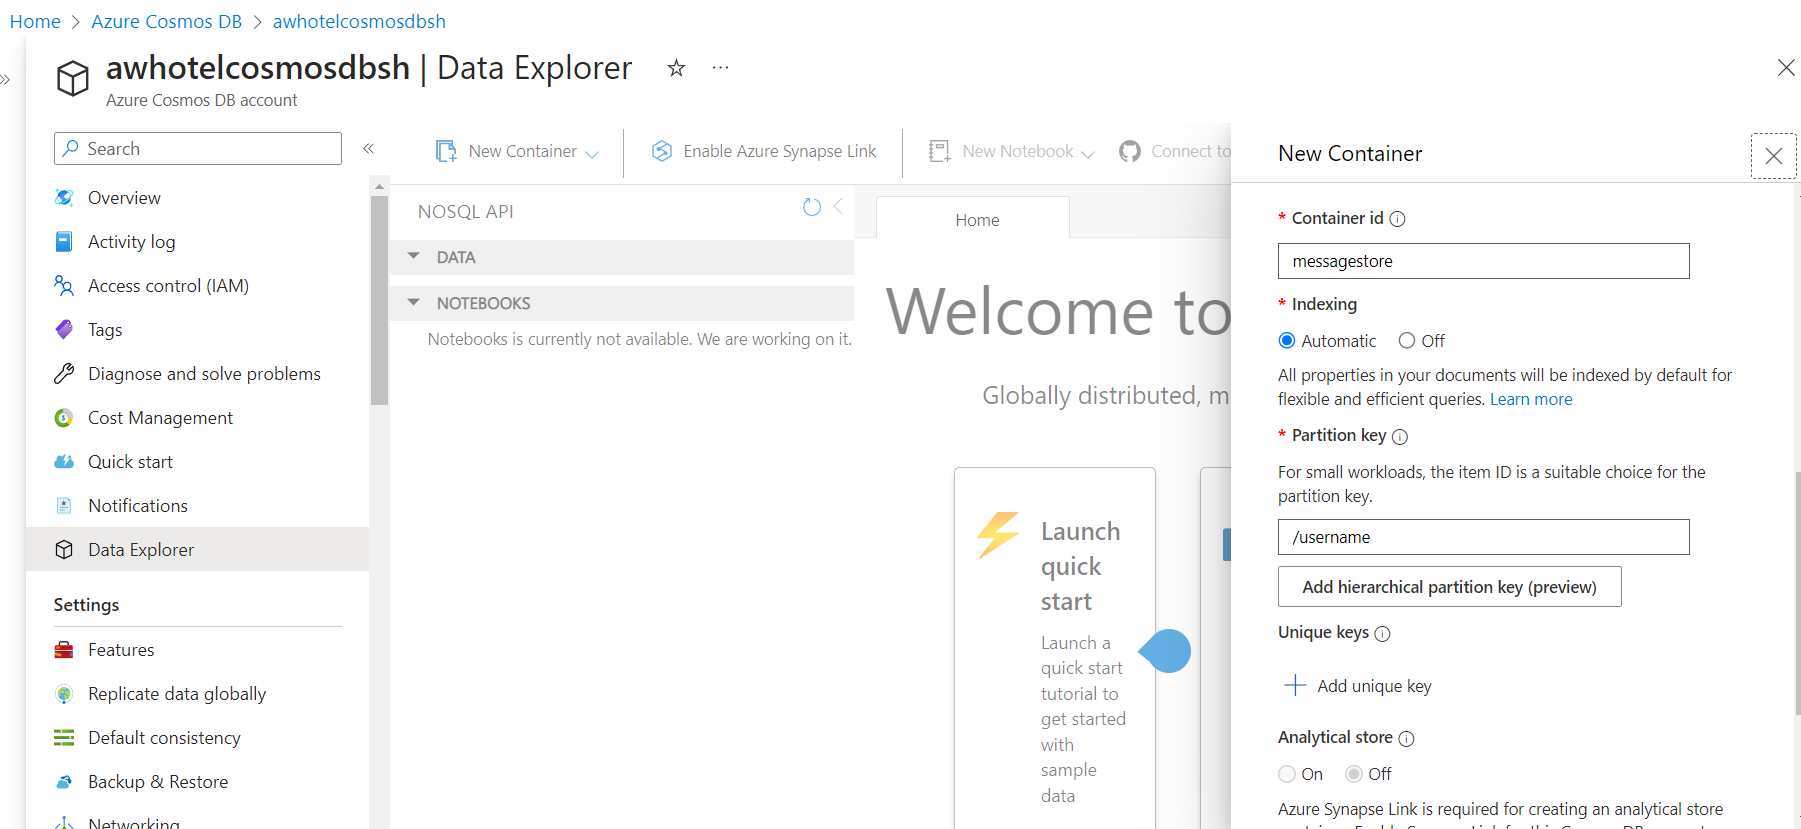 Home > Azure Cosmos DB > awhotelcosmosdbsh
awhotelcosmosdbsh | Data Explorer
Azure Cosmos DB account
Search
Overview
Activity log
Access control (IAM)
Tags
Diagnose and solve problems
Cost Management
Quick start
Notifications
Data Explorer
Settings
Features
Replicate data globally
Default consistency
Backup & Restore
Networking
New Container
Enable Azure Synapse Link
New Notebook
Connect to
NOSQL API
DATA
NOTEBOOKS
Notebooks is currently not available. We are working on it.
Home
Welcome to
Globally distributed, m
Launch
quick
start
Launch a
quick start
tutorial to
get started
with
sample
data
New Container
* Container id
messagestore
* Indexing
Automatic Off
All properties in your documents will be indexed by default for
flexible and efficient queries. Learn more
* Partition key
For small workloads, the item ID is a suitable choice for the
partition key.
/username
Add hierarchical partition key (preview)
Unique keys
Add unique key
Analytical store
On Off
Azure Synapse Link is required for creating an analytical store